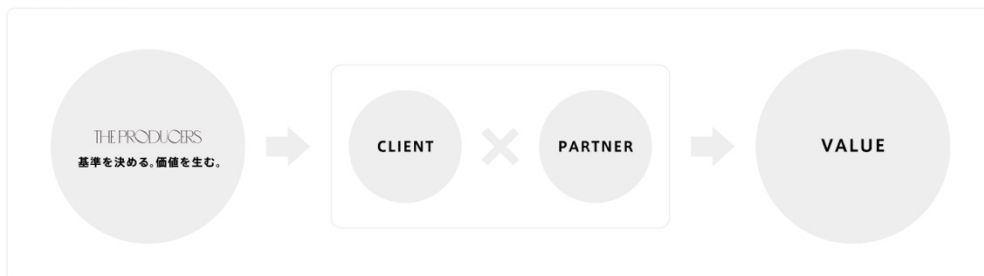 THE PRODUCERS
基準を決める。価値を生む。
CLIENT
PARTNER
VALUE